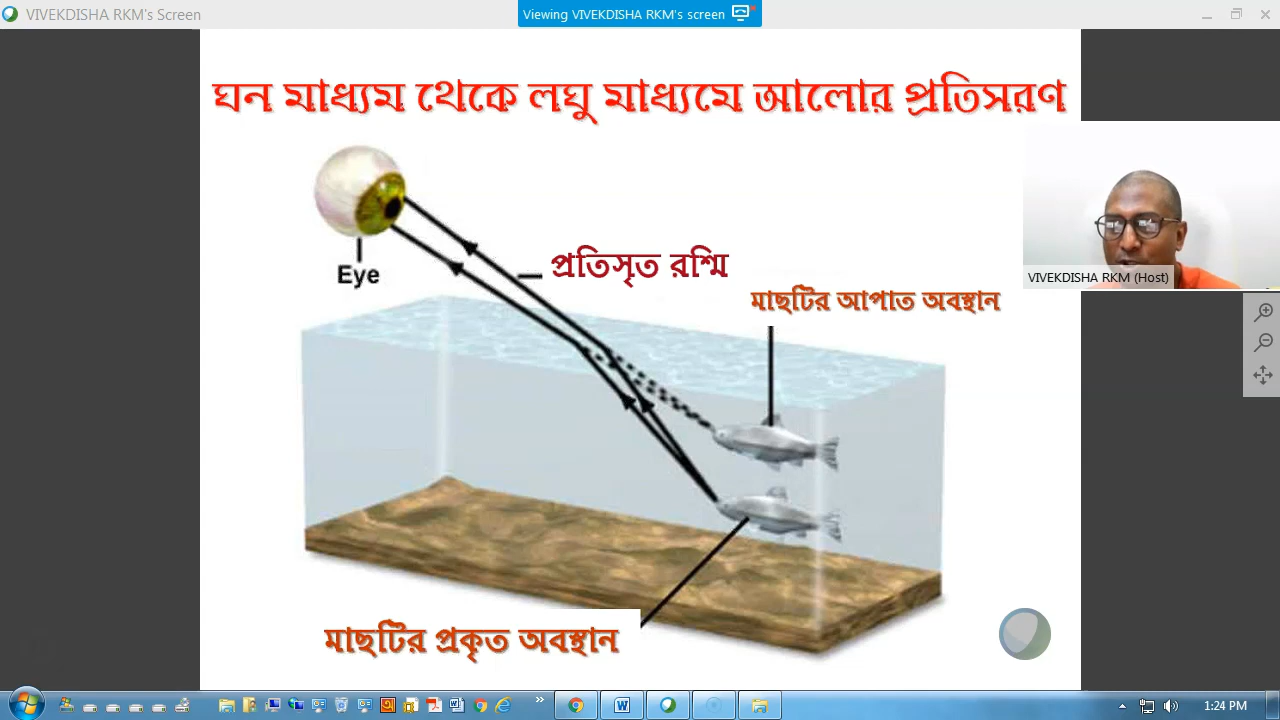 VIVEKDISHA RKM's Screen
Viewing VIVEKDISHA RKM's screen
ঘন মাধ্যম থেকে লঘু মাধ্যমে আলোর প্রতিসরণ
Eye
প্রতিসৃত রশ্মি
মাছটির আপাত অবস্থান
VIVEKDISHA RKM (Host)
মাছটির প্রকৃত অবস্থান
1:24 PM